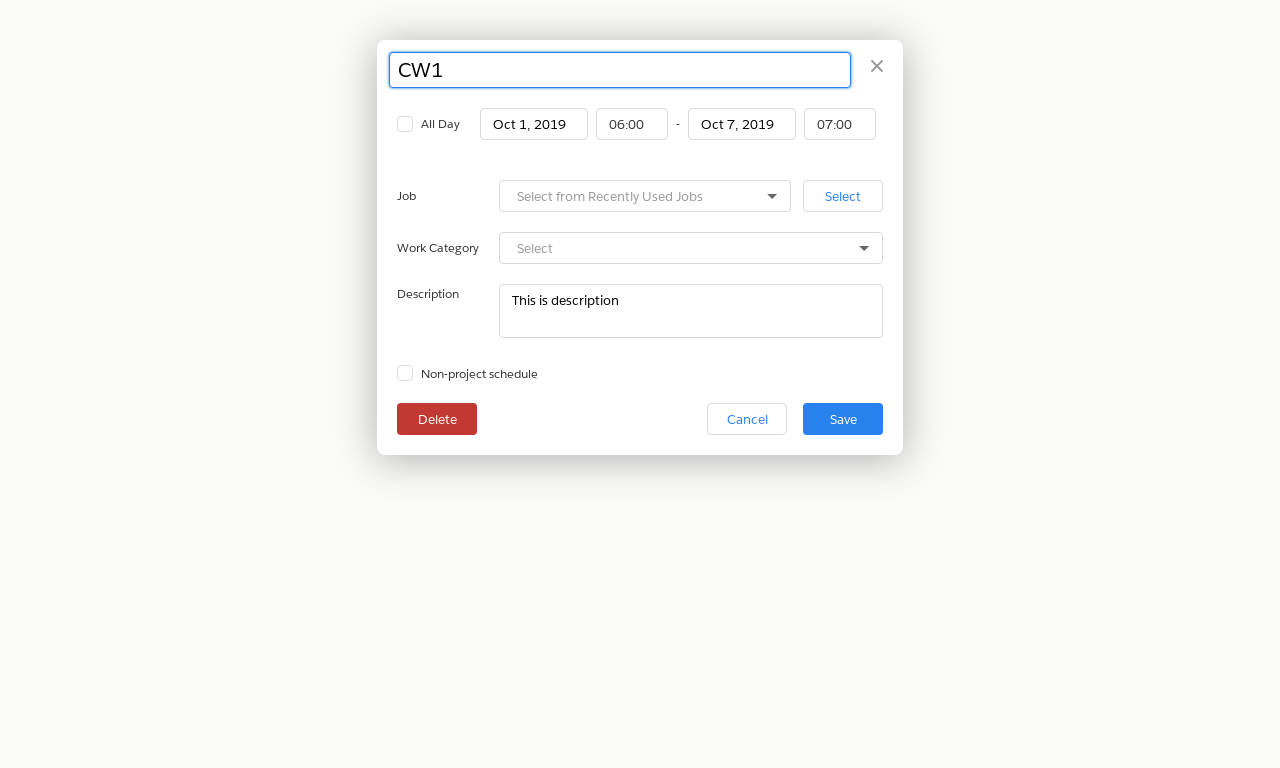 CW1
All Day Oct 1, 2019 06:00 - Oct 7, 2019 07:00
Job Select from Recently Used Jobs Select
Work Category Select
Description This is description
Non-project schedule
Delete Cancel Save